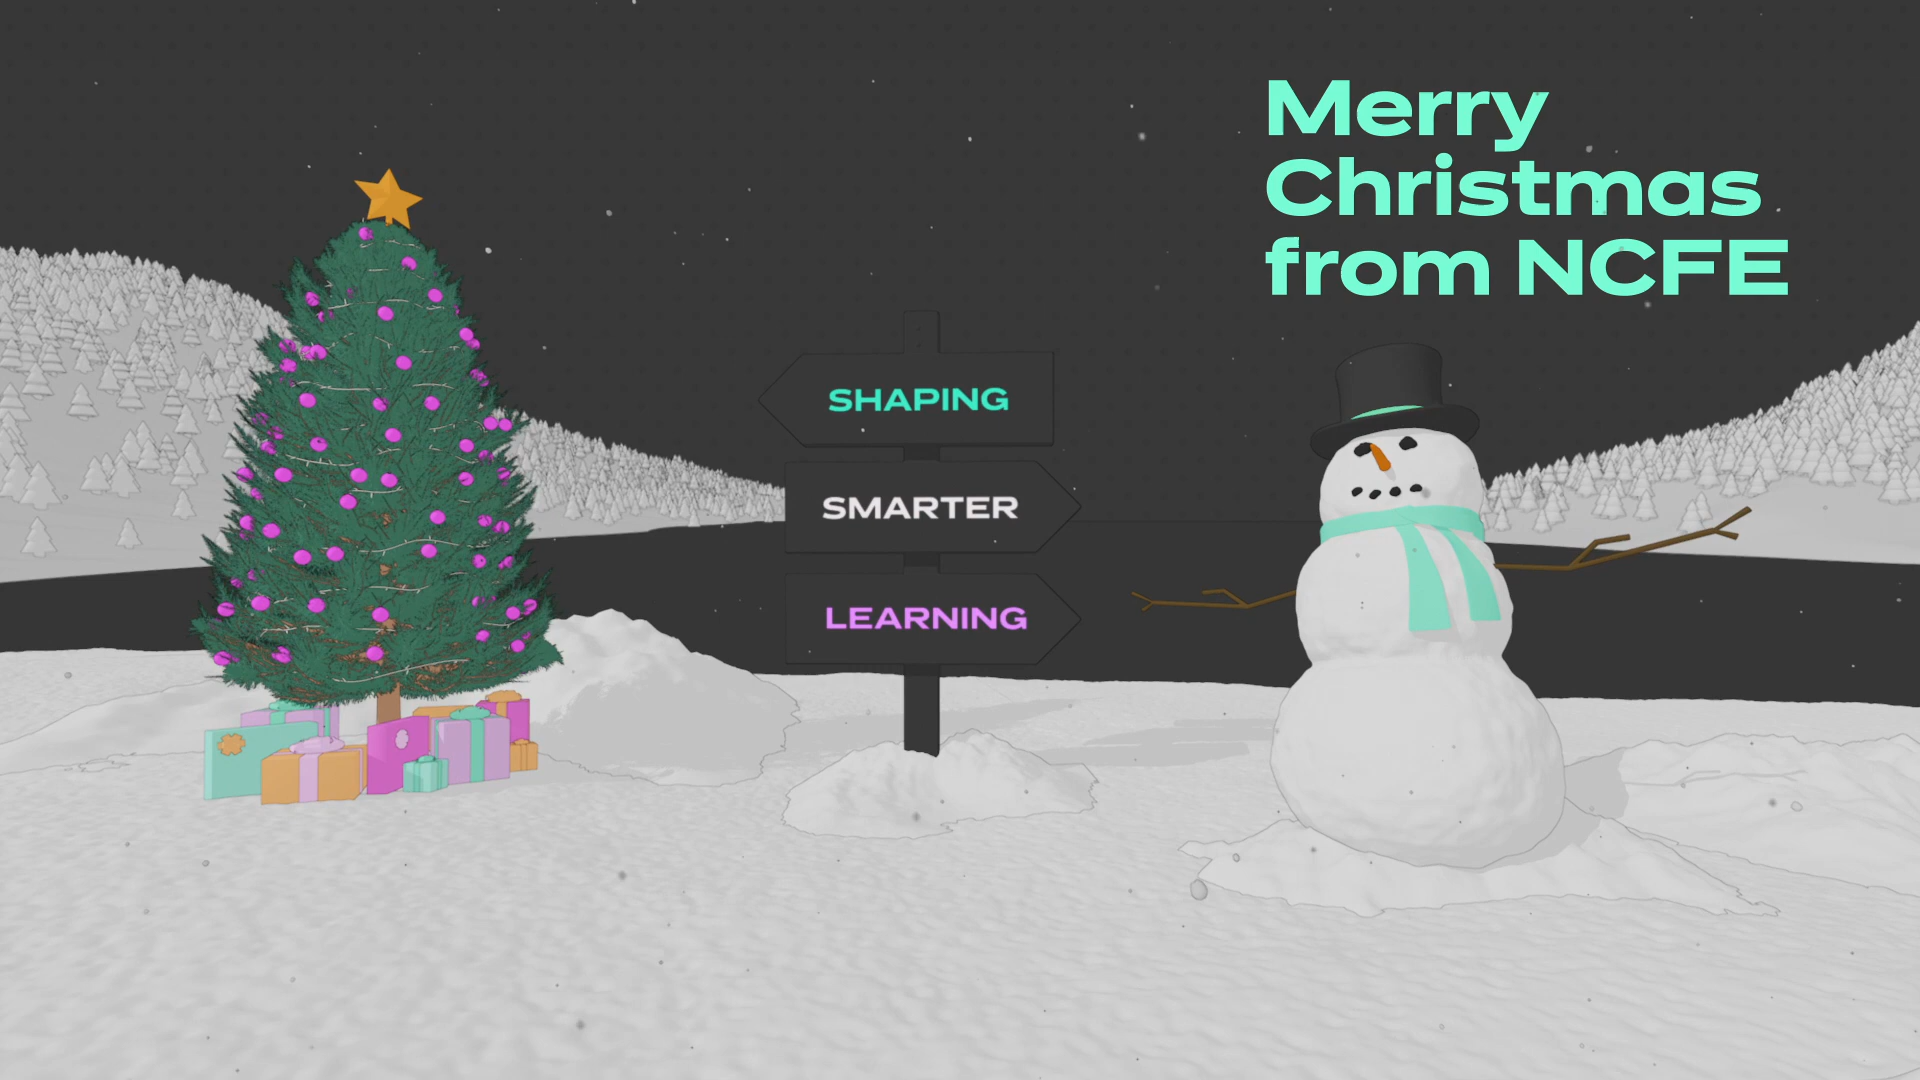 Merry
Christmas
from NCFE
SHAPING
SMARTER
LEARNING